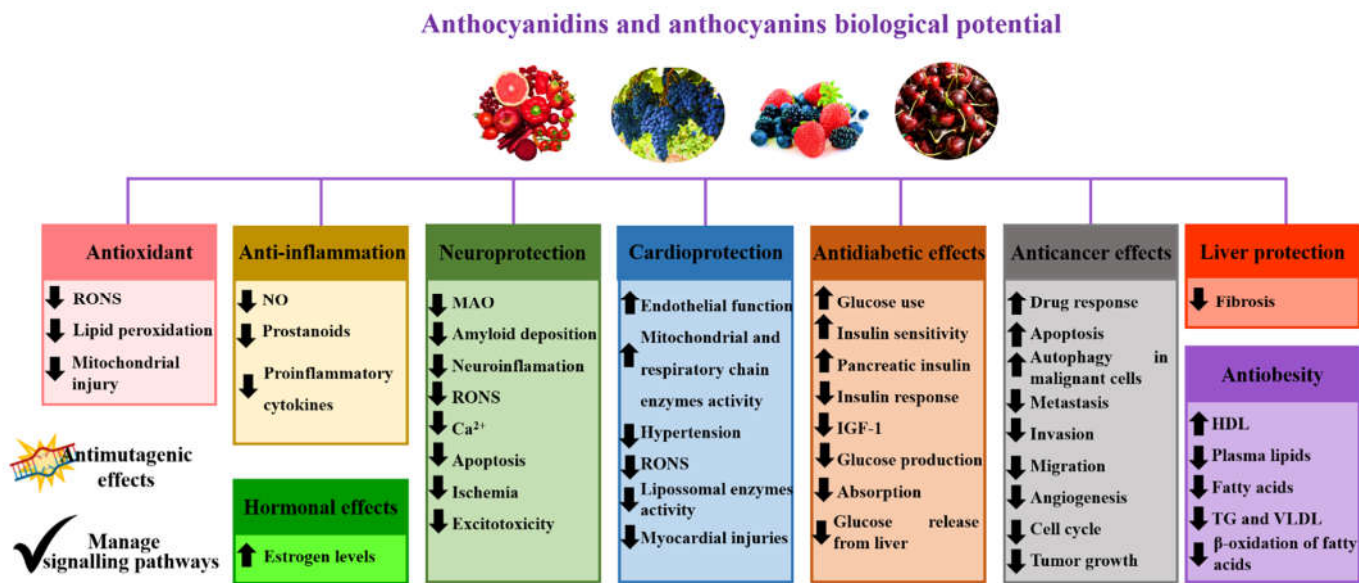 Anthocyanidins and anthocyanins biological potential
Antioxidant
RONS
Lipid peroxidation
Mitochondrial
injury
Antimutagenic
effects
Manage
signalling pathways
Anti-inflammation
NO
Prostanoids
Proinflammatory
cytokines
Hormonal effects
Estrogen levels
Neuroprotection
MAO
Amyloid deposition
Neuroinflamation
RONS
Ca²⁺
Apoptosis
Ischemia
Excitotoxicity
Cardioprotection
Endothelial function
Mitochondrial and
respiratory chain
enzymes activity
Hypertension
RONS
Lipossomal enzymes
activity
Myocardial injuries
Antidiabetic effects
Glucose use
Insulin sensitivity
Pancreatic insulin
Insulin response
IGF-1
Glucose production
Absorption
Glucose release
from liver
Anticancer effects
Drug response
Apoptosis
Autophagy in
malignant cells
Metastasis
Invasion
Migration
Angiogenesis
Cell cycle
Tumor growth
Liver protection
Fibrosis
Antiobesity
HDL
Plasma lipids
Fatty acids
TG and VLDL
β-oxidation of fatty
acids